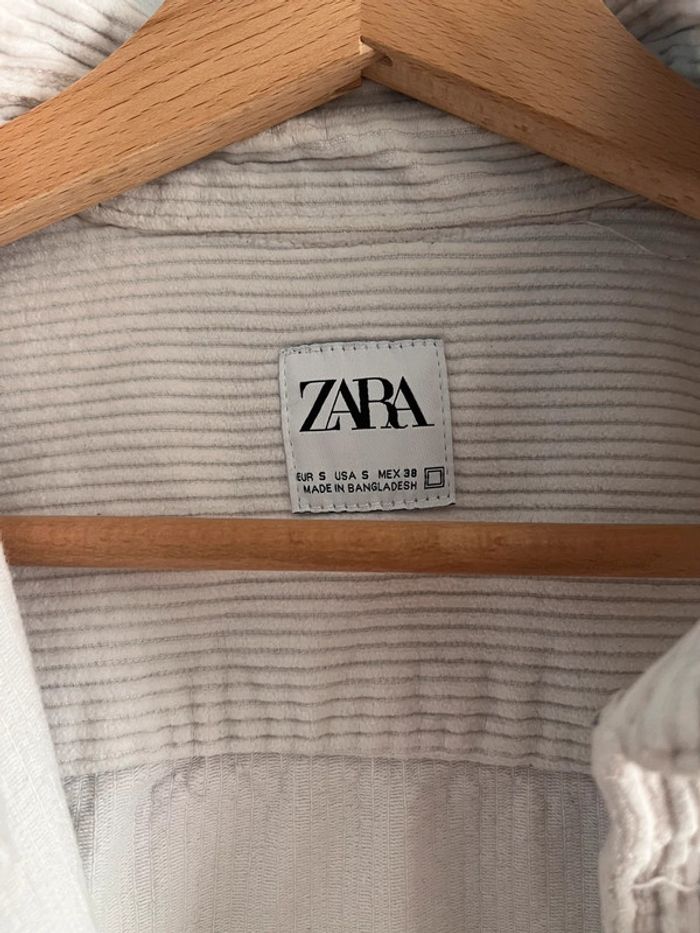 ZARA
EUR S USA S MEX 38
MADE IN BANGLADESH